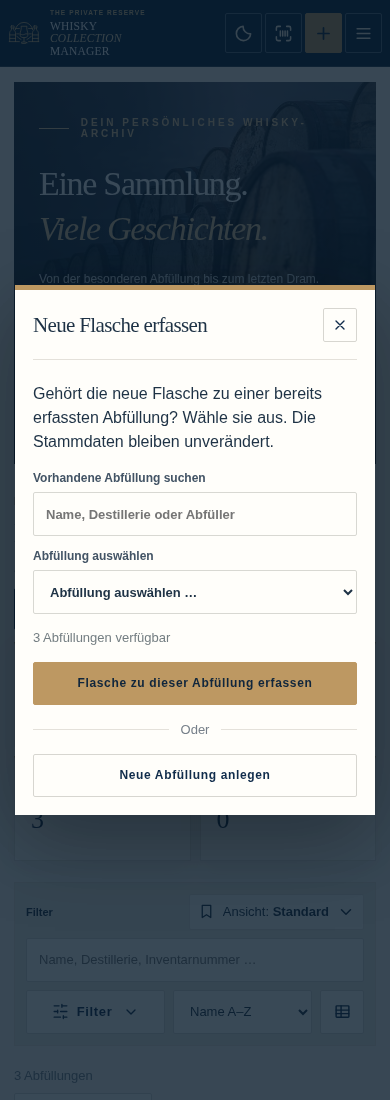 THE PRIVATE RESERVE
WHISKY
COLLECTION
MANAGER
DEIN PERSÖNLICHES WHISKY-
ARCHIV
Eine Sammlung.
Viele Geschichten.
Von der besonderen Abfüllung bis zum letzten Dram.
Neue Flasche erfassen
Gehört die neue Flasche zu einer bereits
erfassten Abfüllung? Wähle sie aus. Die
Stammdaten bleiben unverändert.
Vorhandene Abfüllung suchen
Name, Destillerie oder Abfüller
Abfüllung auswählen
Abfüllung auswählen …
3 Abfüllungen verfügbar
Flasche zu dieser Abfüllung erfassen
Oder
Neue Abfüllung anlegen
3 0
Filter Ansicht: Standard
Name, Destillerie, Inventarnummer …
Filter Name A–Z
3 Abfüllungen